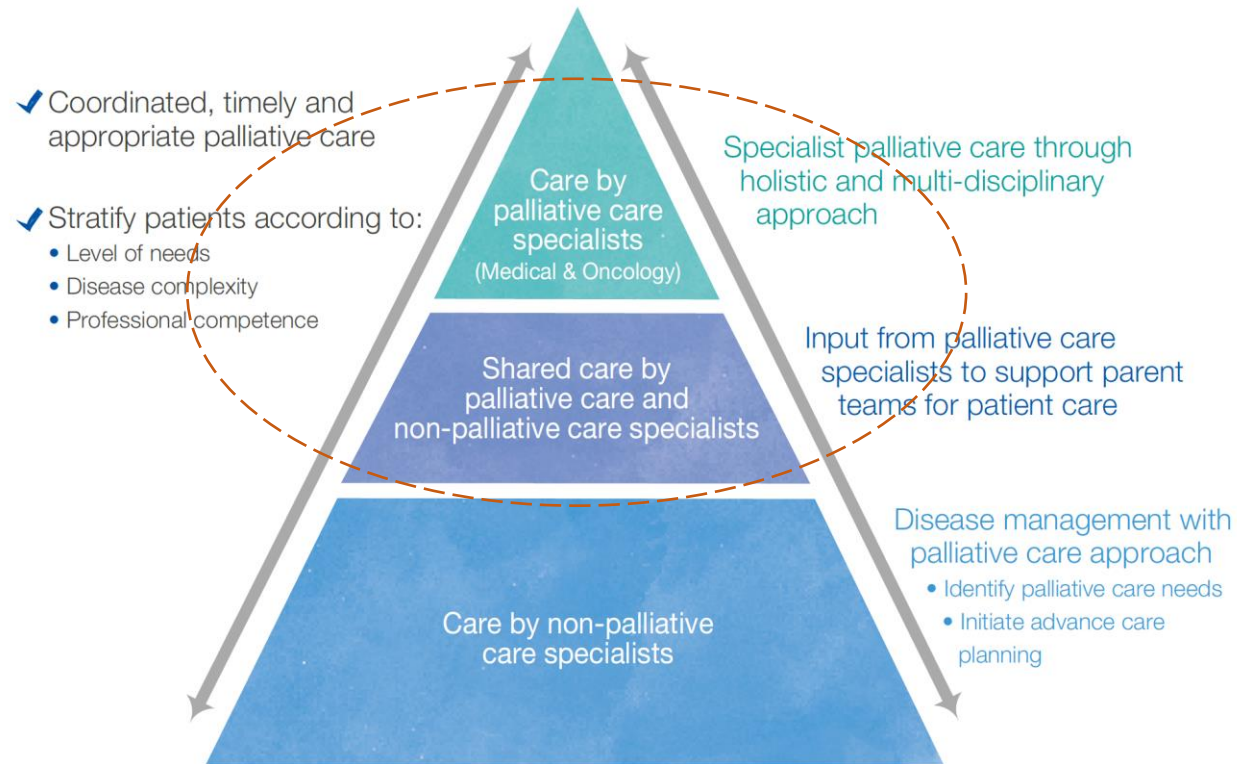 ✓ Coordinated, timely and
appropriate palliative care
✓ Stratify patients according to:
• Level of needs
• Disease complexity
• Professional competence
Care by
palliative care
specialists
(Medical & Oncology)
Shared care by
palliative care and
non-palliative care specialists
Care by non-palliative
care specialists
Specialist palliative care through
holistic and multi-disciplinary
approach
Input from palliative care
specialists to support parent
teams for patient care
Disease management with
palliative care approach
• Identify palliative care needs
• Initiate advance care
planning